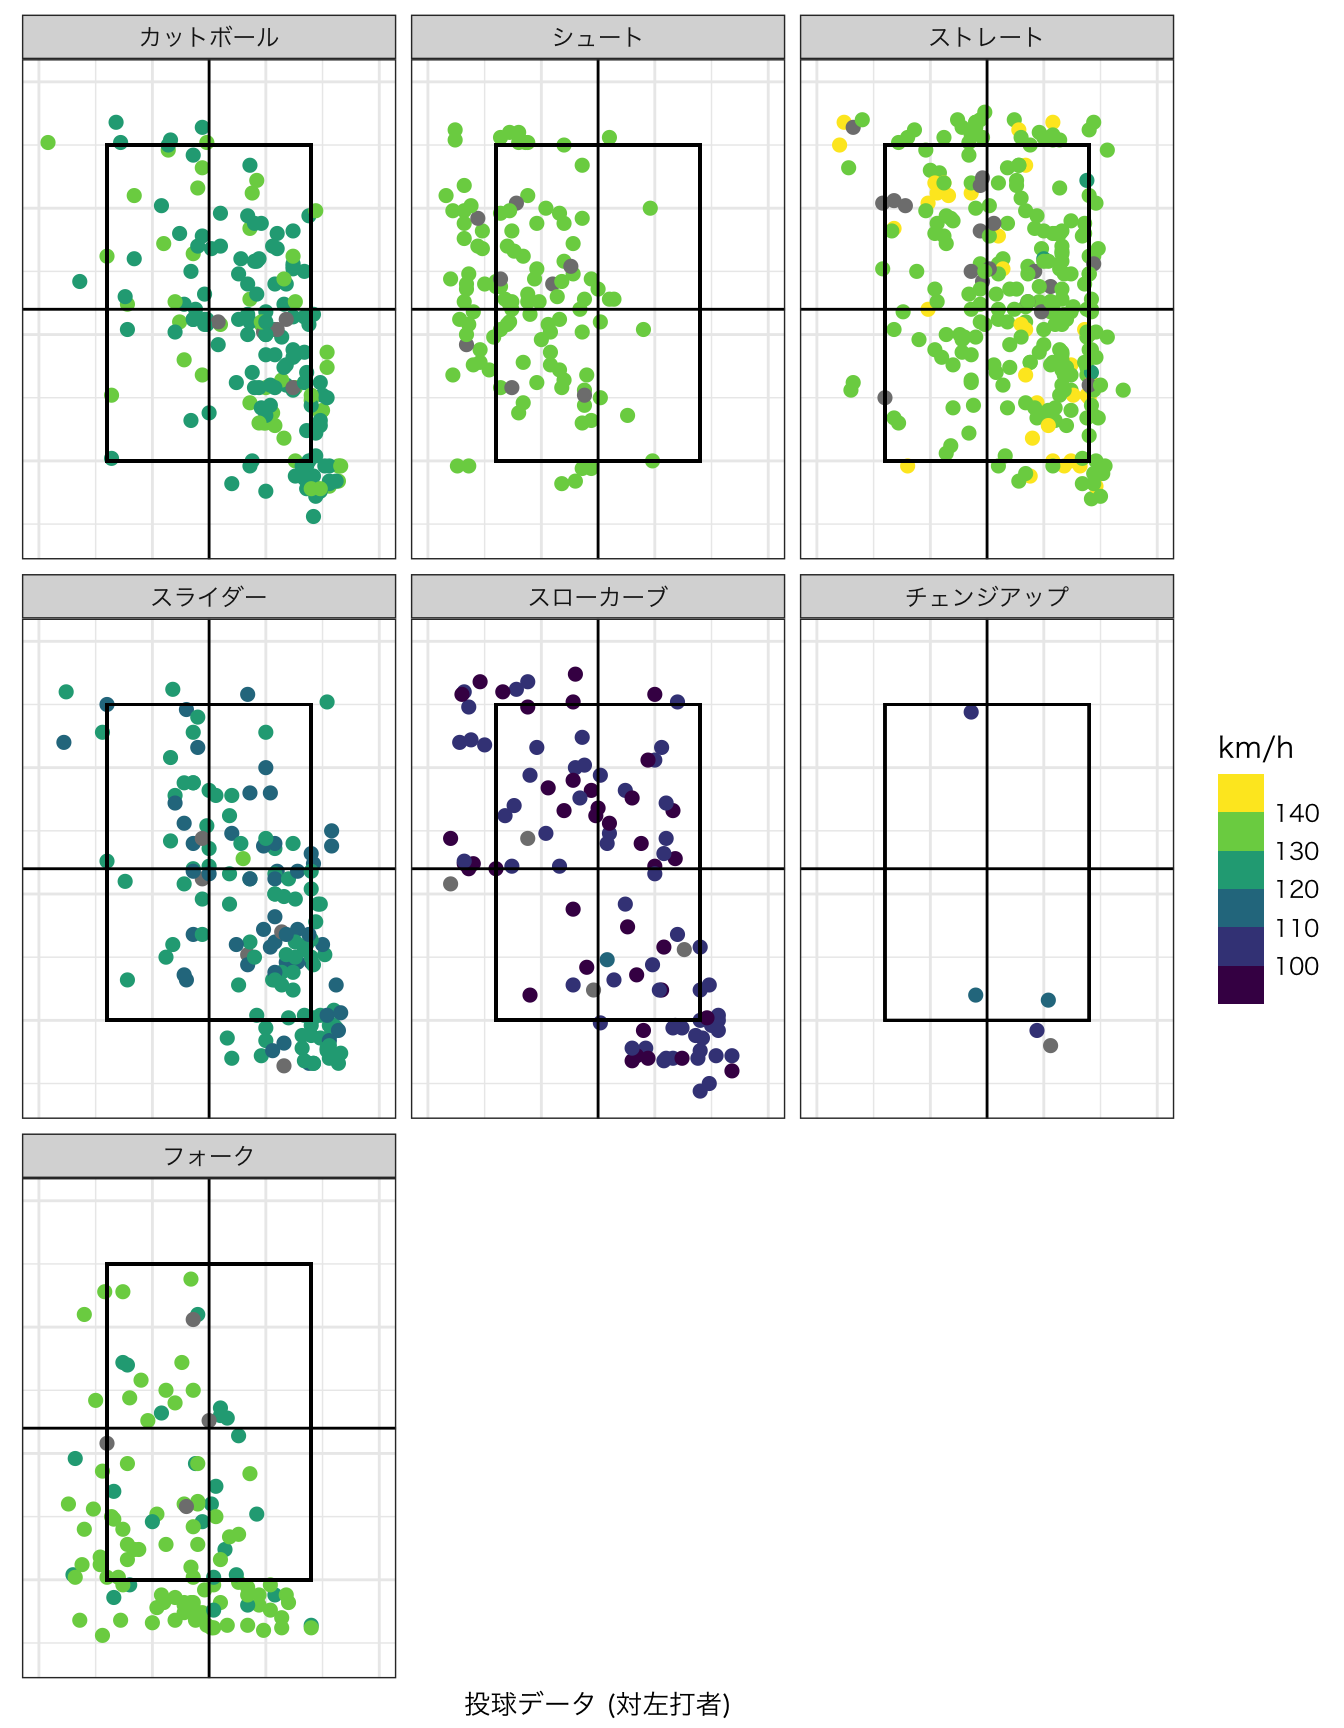 カットボール
シュート
ストレート
スライダー
スローカーブ
チェンジアップ
km/h
140
130
120
110
100
フォーク
投球データ (対左打者)